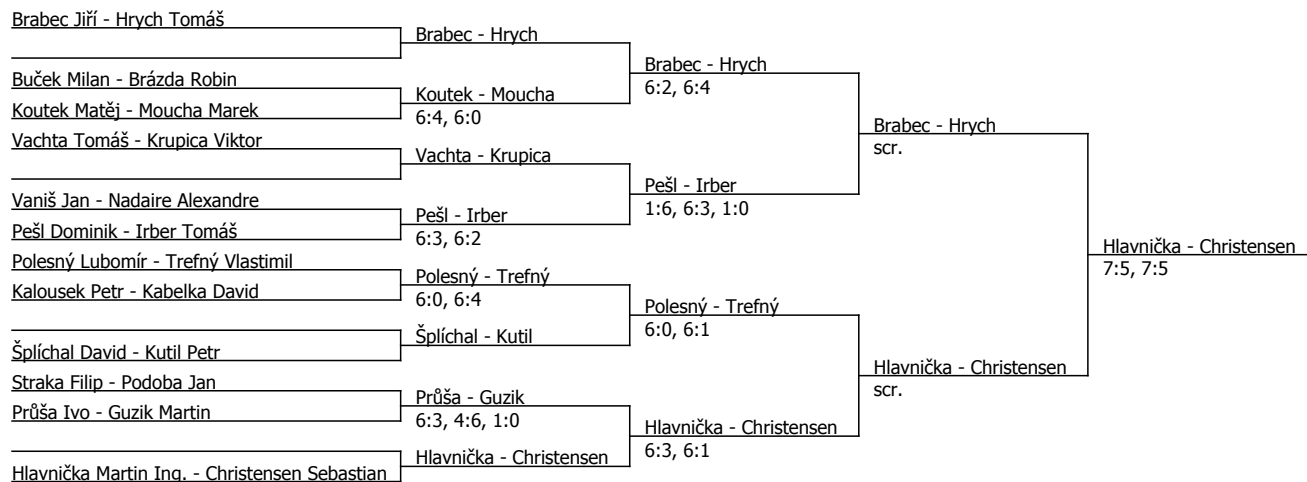 Brabec Jiří - Hrych Tomáš
Buček Milan - Brázda Robin
Koutek Matěj - Moucha Marek
Vachta Tomáš - Krupica Viktor
Vaniš Jan - Nadaire Alexandre
Pešl Dominik - Irber Tomáš
Polesný Lubomír - Trefný Vlastimil
Kalousek Petr - Kabelka David
Šplíchal David - Kutil Petr
Straka Filip - Podoba Jan
Průša Ivo - Guzik Martin
Hlavnička Martin Ing. - Christensen Sebastian
Brabec - Hrych
Koutek - Moucha
6:4, 6:0
Vachta - Krupica
Pešl - Irber
6:3, 6:2
Polesný - Trefný
6:0, 6:4
Šplíchal - Kutil
Průša - Guzik
6:3, 4:6, 1:0
Hlavnička - Christensen
Brabec - Hrych
6:2, 6:4
Pešl - Irber
1:6, 6:3, 1:0
Polesný - Trefný
6:0, 6:1
Hlavnička - Christensen
6:3, 6:1
Brabec - Hrych
scr.
Hlavnička - Christensen
scr.
Hlavnička - Christensen
7:5, 7:5